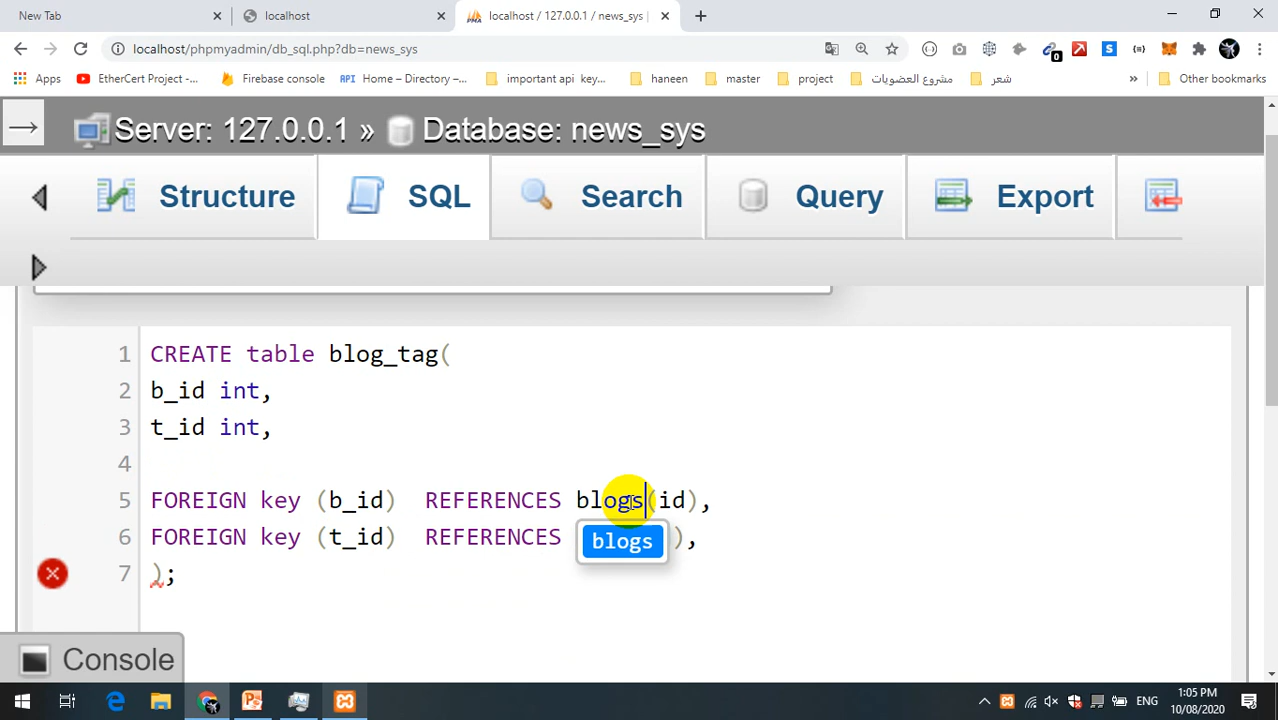 New Tab
localhost
localhost / 127.0.0.1 / news_sys |
localhost/phpmyadmin/db_sql.php?db=news_sys
0
Apps
EtherCert Project -...
Firebase console
API Home – Directory –...
important api key...
haneen
master
project
مشروع العضويات
شعر
»
Other bookmarks
Server: 127.0.0.1 » Database: news_sys
Structure
SQL
Search
Query
Export
1 CREATE table blog_tag(
2 b_id int,
3 t_id int,
4
5 FOREIGN key (b_id) REFERENCES blogs(id),
6 FOREIGN key (t_id) REFERENCES ),
blogs
7 );
Console
ENG
1:05 PM
10/08/2020